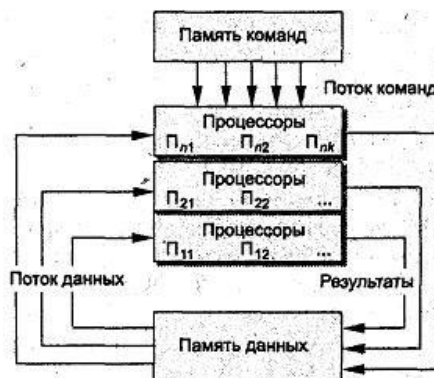 Память команд
Поток команд
Процессоры
Пn1 Пn2 Пnk
Процессоры
П21 П22 ...
Процессоры
П11 П12 ...
Поток данных
Результаты
Память данных